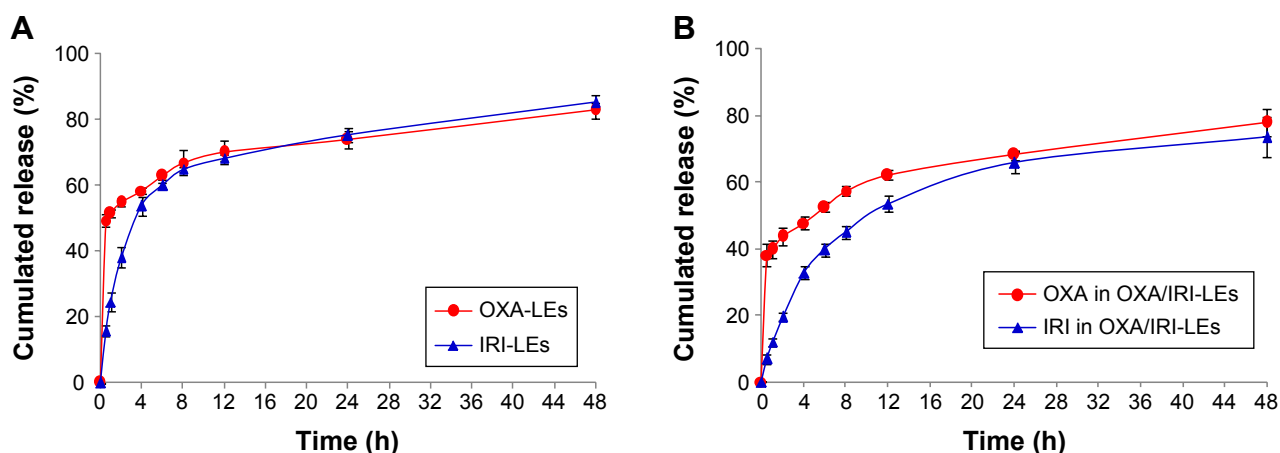 A
Cumulated release (%)
100
80
60
40
20
0
0 4 8 12 16 20 24 28 32 36 40 44 48
Time (h)
OXA-LEs
IRI-LEs
B
Cumulated release (%)
100
80
60
40
20
0
0 4 8 12 16 20 24 28 32 36 40 44 48
Time (h)
OXA in OXA/IRI-LEs
IRI in OXA/IRI-LEs